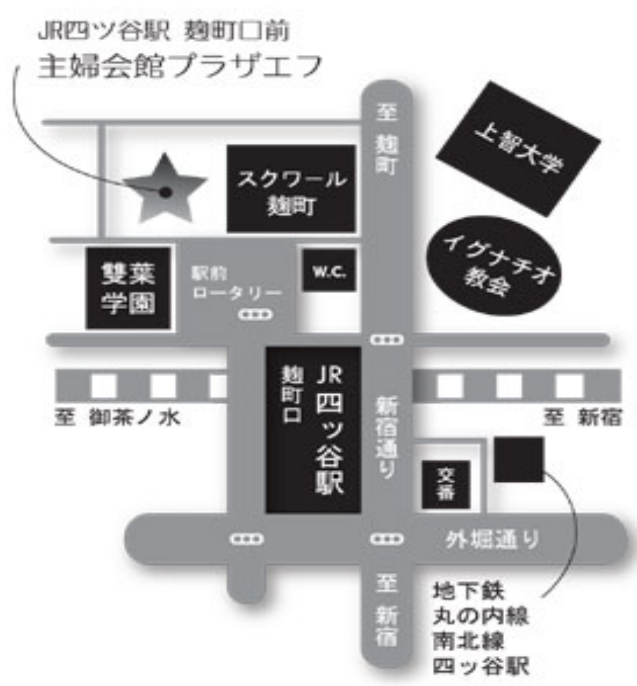 JR四ツ谷駅 麹町口前
主婦会館プラザエフ
至 麹町
上智大学
スクワール
麹町
イグナチオ
教会
雙葉
学園
駅前
ロータリー
W.C.
JR四ツ谷駅
麹町口
新宿通り
至 御茶ノ水
至 新宿
交番
外堀通り
至 新宿
地下鉄
丸の内線
南北線
四ッ谷駅